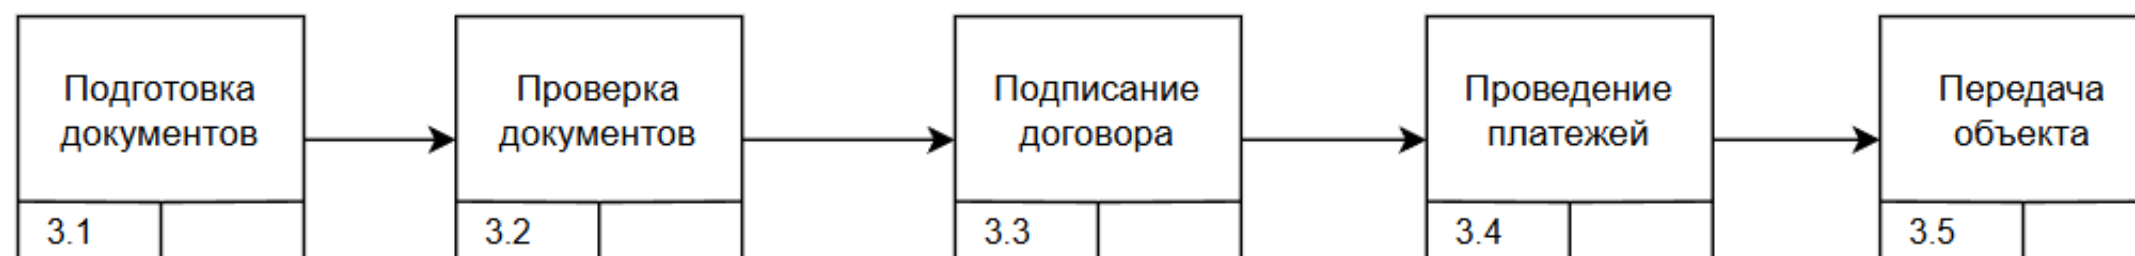 Подготовка
документов
3.1
Проверка
документов
3.2
Подписание
договора
3.3
Проведение
платежей
3.4
Передача
объекта
3.5